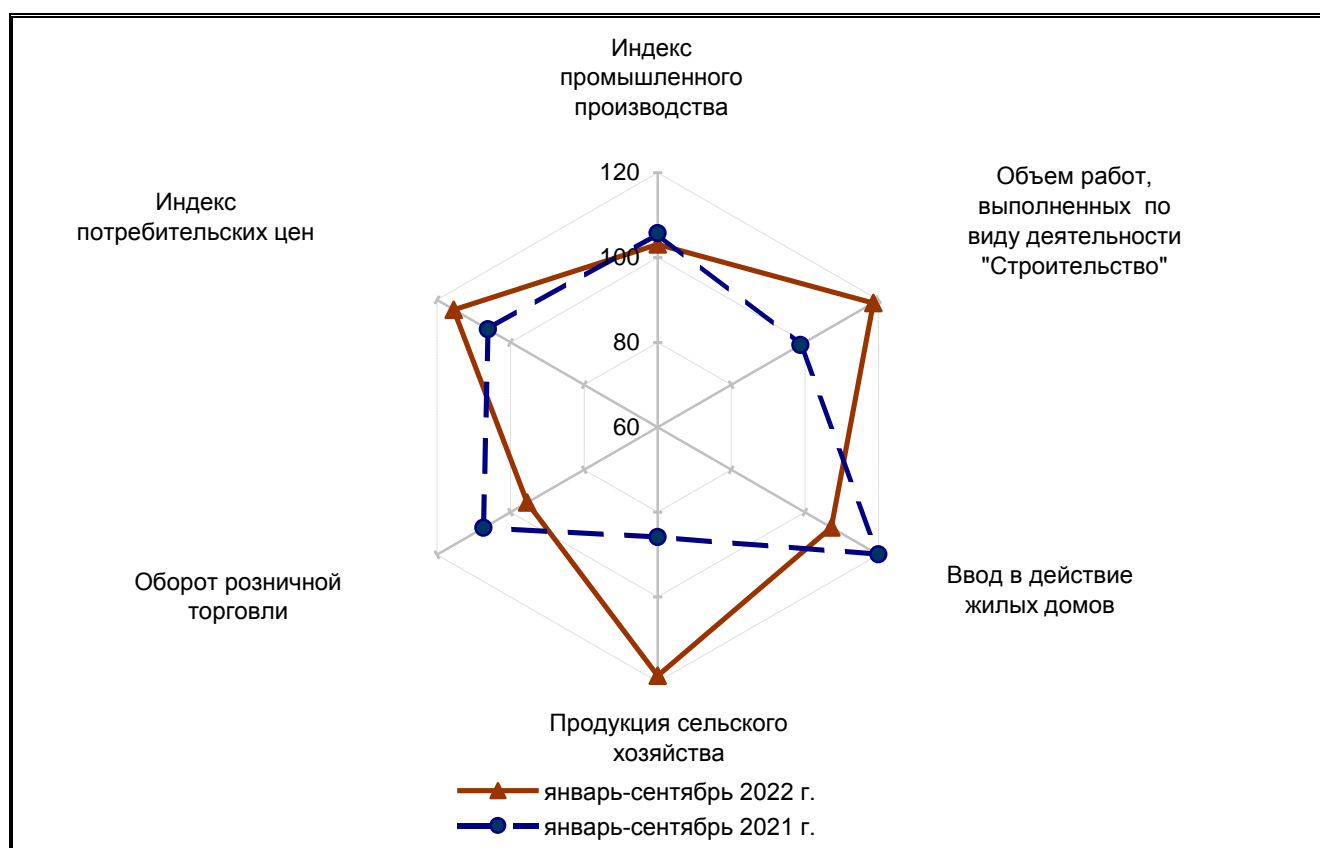 Индекс
промышленного
производства
Объем работ,
выполненных по
виду деятельности
"Строительство"
Индекс
потребительских цен
120
100
80
60
Ввод в действие
жилых домов
Оборот розничной
торговли
Продукция сельского
хозяйства
январь-сентябрь 2022 г.
январь-сентябрь 2021 г.